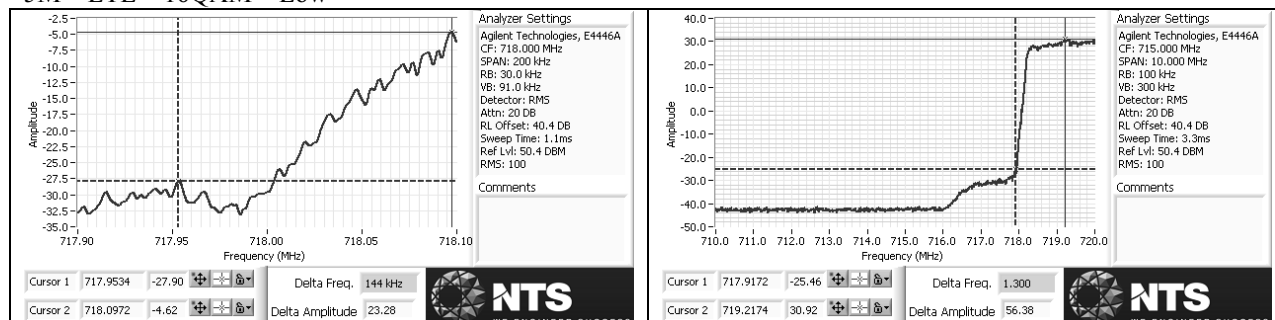 5M – LTE – 16QAM – Low
-2.5
-5.0
-7.5
-10.0
-12.5
-15.0
-17.5
-20.0
-22.5
-25.0
-27.5
-30.0
-32.5
-35.0
Amplitude
717.90 717.95 718.00 718.05 718.10
Frequency (MHz)
Analyzer Settings
Agilent Technologies, E4446A
CF: 718.000 MHz
SPAN: 200 kHz
RB: 30.0 kHz
VB: 91.0 kHz
Detector: RMS
Attn: 20 DB
RL Offset: 40.4 DB
Sweep Time: 1.1ms
Ref Lvl: 50.4 DBM
RMS: 100
Comments
Cursor 1 717.9534 -27.90
Cursor 2 718.0972 -4.62
Delta Freq. 144 kHz
Delta Amplitude 23.28
NTS
40.0
30.0
20.0
10.0
0.0
-10.0
-20.0
-30.0
-40.0
-50.0
Amplitude
710.0 711.0 712.0 713.0 714.0 715.0 716.0 717.0 718.0 719.0 720.0
Frequency (MHz)
Analyzer Settings
Agilent Technologies, E4446A
CF: 715.000 MHz
SPAN: 10.000 MHz
RB: 100 kHz
VB: 300 kHz
Detector: RMS
Attn: 20 DB
RL Offset: 40.4 DB
Sweep Time: 3.3ms
Ref Lvl: 50.4 DBM
RMS: 100
Comments
Cursor 1 717.9172 -25.46
Cursor 2 719.2174 30.92
Delta Freq. 1.300
Delta Amplitude 56.38
NTS